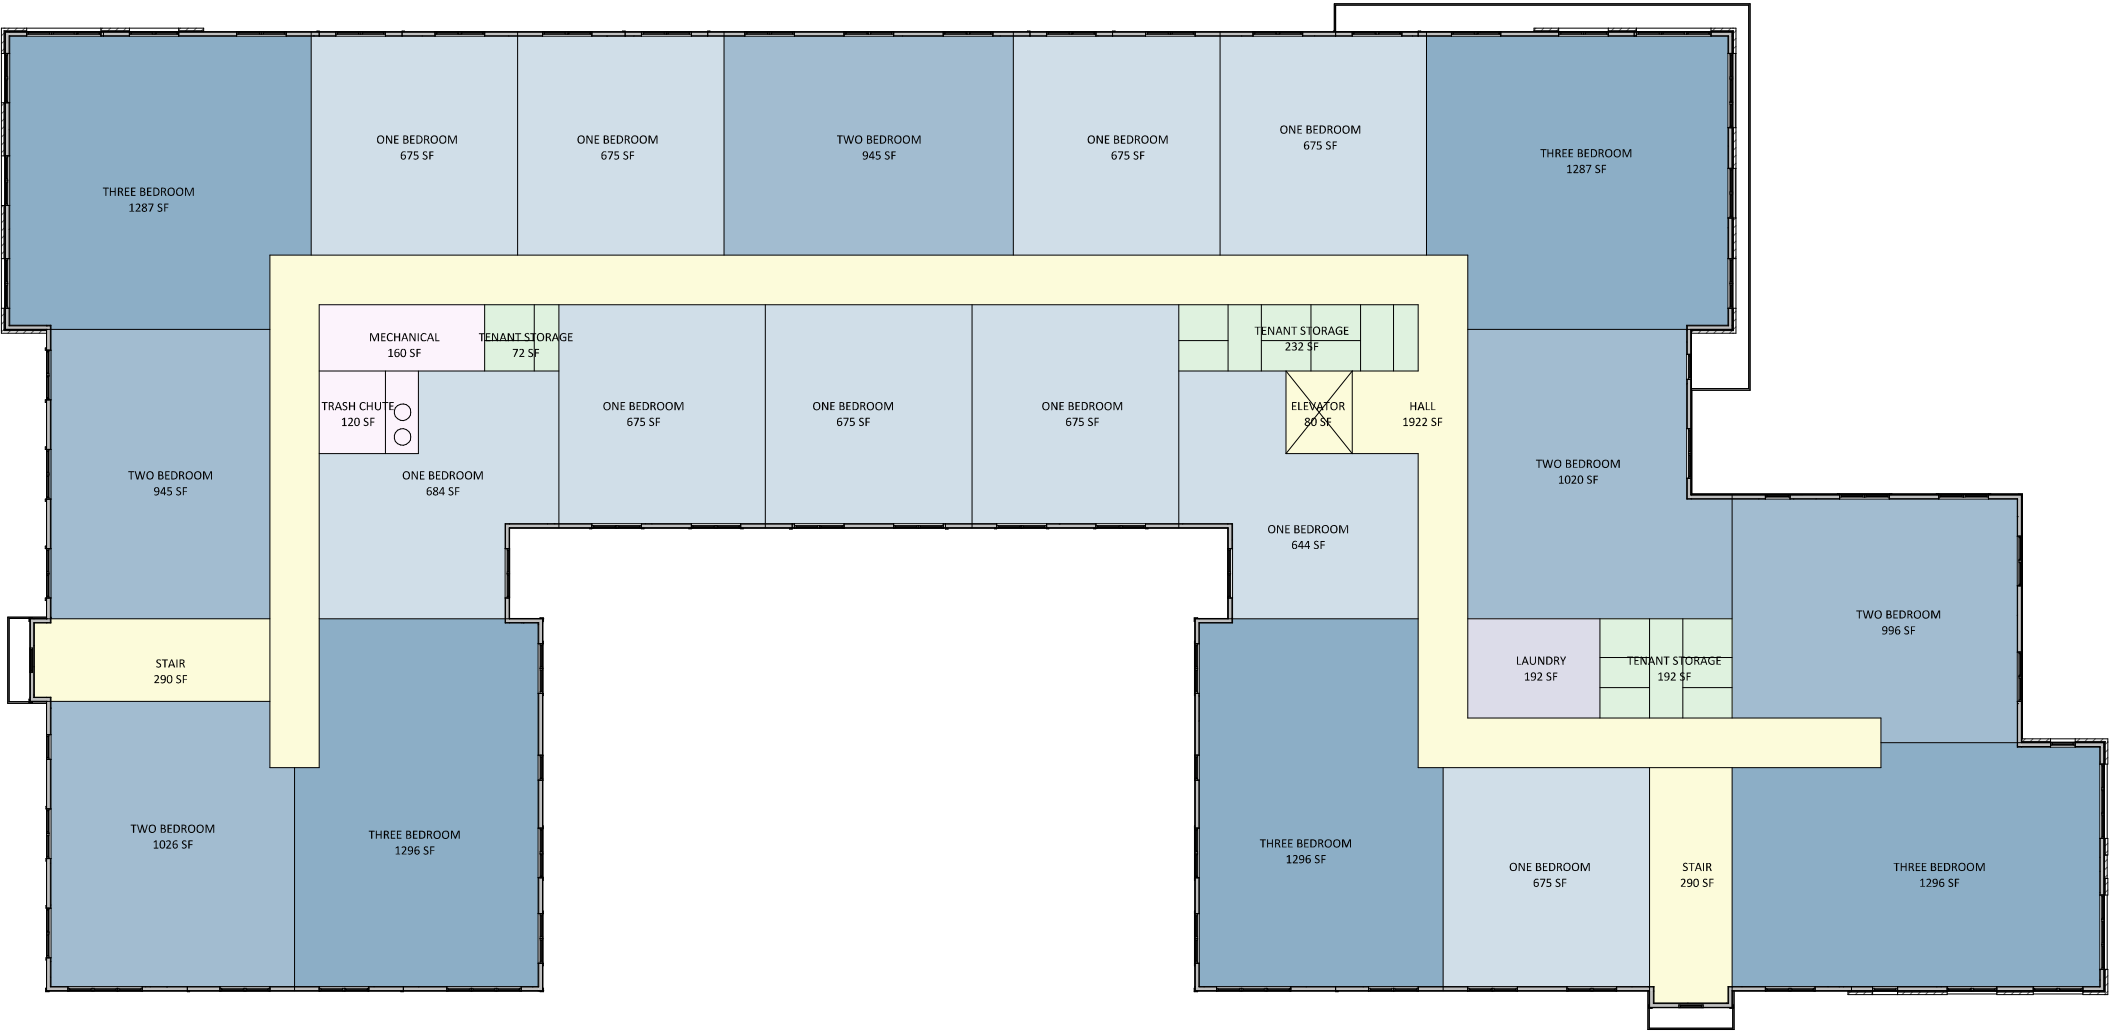 ONE BEDROOM
675 SF
ONE BEDROOM
675 SF
TWO BEDROOM
945 SF
ONE BEDROOM
675 SF
ONE BEDROOM
675 SF
THREE BEDROOM
1287 SF
THREE BEDROOM
1287 SF
MECHANICAL
160 SF
TENANT STORAGE
72 SF
TENANT STORAGE
232 SF
TRASH CHUTE
120 SF
ONE BEDROOM
675 SF
ONE BEDROOM
675 SF
ONE BEDROOM
675 SF
ELEVATOR
80 SF
HALL
1922 SF
TWO BEDROOM
945 SF
ONE BEDROOM
684 SF
TWO BEDROOM
1020 SF
ONE BEDROOM
644 SF
TWO BEDROOM
996 SF
STAIR
290 SF
LAUNDRY
192 SF
TENANT STORAGE
192 SF
TWO BEDROOM
1026 SF
THREE BEDROOM
1296 SF
THREE BEDROOM
1296 SF
ONE BEDROOM
675 SF
STAIR
290 SF
THREE BEDROOM
1296 SF